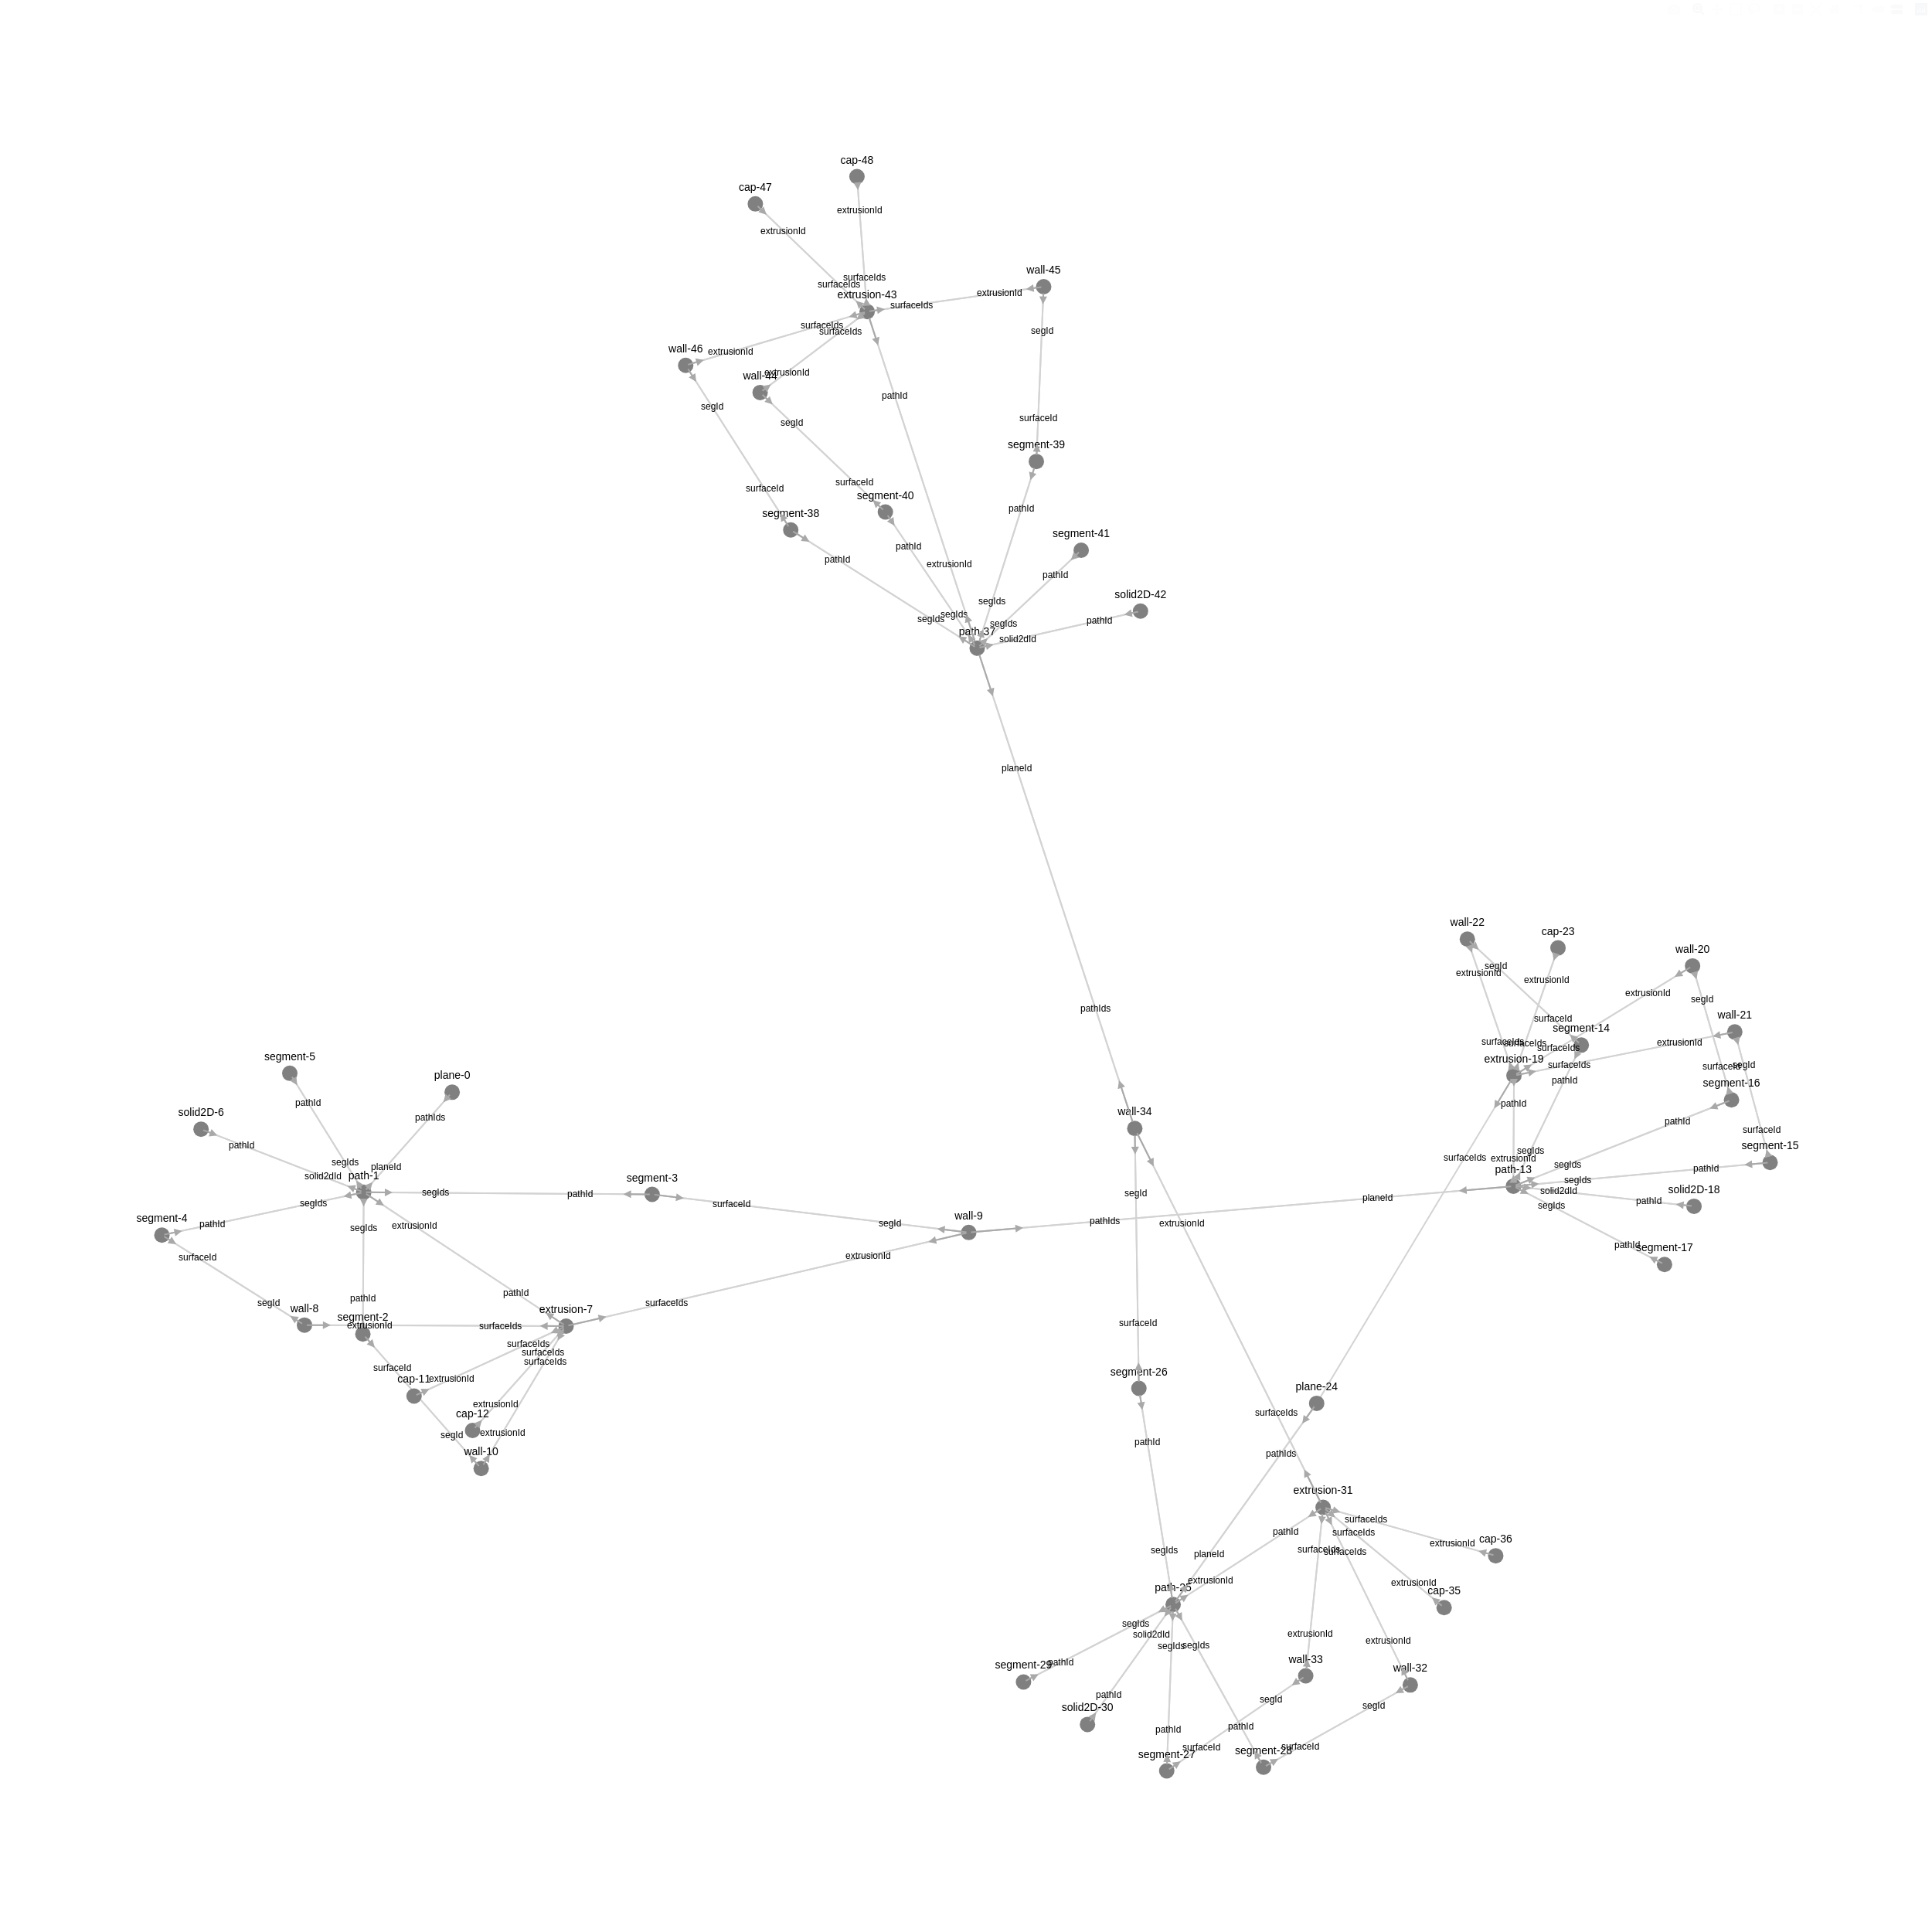 cap-48
cap-47
extrusionId
extrusionId
wall-45
surfaceIds
surfaceIds
extrusion-43
extrusionId
surfaceIds
surfaceIds
surfaceIds
segId
wall-46
extrusionId
wall-44
extrusionId
pathId
segId
surfaceId
segId
segment-39
surfaceId
surfaceId
segment-40
pathId
segment-38
segment-41
pathId
pathId
extrusionId
pathId
solid2D-42
segIds
segIds
segIds
pathId
segIds
path-37
solid2dId
planeId
wall-22
cap-23
wall-20
segId
extrusionId
extrusionId
extrusionId
segId
pathIds
wall-21
surfaceId
segment-14
surfaceIds
surfaceIds
extrusionId
surfaceIds
segment-5
extrusion-19
surfaceIds
surfaceId
segId
plane-0
pathId
segment-16
pathId
pathId
solid2D-6
pathIds
wall-34
pathId
surfaceId
pathId
segIds
segment-15
surfaceIds
extrusionId
segIds
planeId
segIds
pathId
path-1
solid2dId
path-13
segment-3
segIds
segIds
pathId
segId
solid2dId
solid2D-18
planeId
pathId
segIds
surfaceId
segIds
wall-9
segment-4
pathId
segIds
extrusionId
segId
pathIds
extrusionId
pathId
segment-17
surfaceId
extrusionId
pathId
pathId
segId
wall-8
surfaceIds
extrusion-7
segment-2
extrusionId
surfaceIds
surfaceId
surfaceIds
surfaceIds
surfaceIds
surfaceId
segment-26
cap-11
extrusionId
plane-24
extrusionId
cap-12
surfaceIds
segId
extrusionId
pathId
wall-10
pathIds
extrusion-31
surfaceIds
pathId
surfaceIds
cap-36
extrusionId
segIds
planeId
surfaceIds
surfaceIds
extrusionId
extrusionId
path-25
cap-35
segIds
solid2dId
extrusionId
segIds
segIds
extrusionId
segment-29
pathId
wall-33
wall-32
pathId
segId
segId
solid2D-30
pathId
pathId
surfaceId
surfaceId
segment-27
segment-28